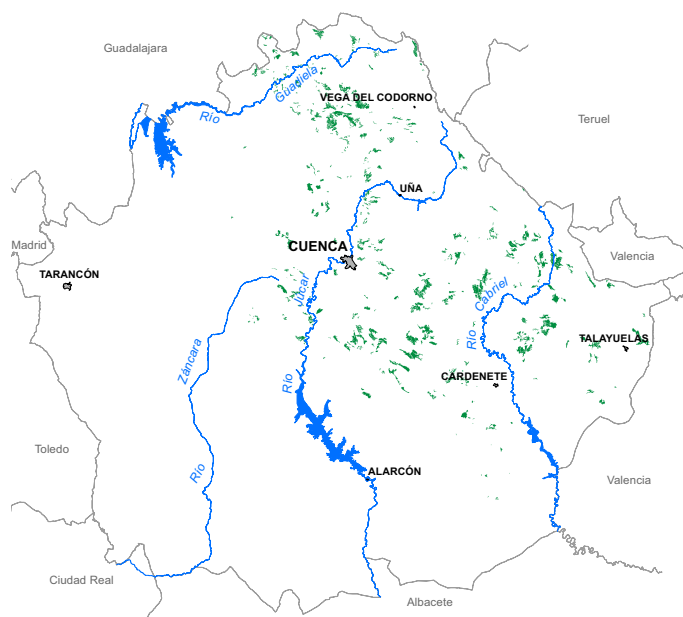 Guadalajara
Río Guadiela
VEGA DEL CODORNO
Teruel
UÑA
CUENCA
Madrid
TARANCÓN
Valencia
Júcar
Río Cabriel
TALAYUELAS
Záncara
Río
CARDENETE
Toledo
Río
ALARCÓN
Valencia
Ciudad Real
Albacete